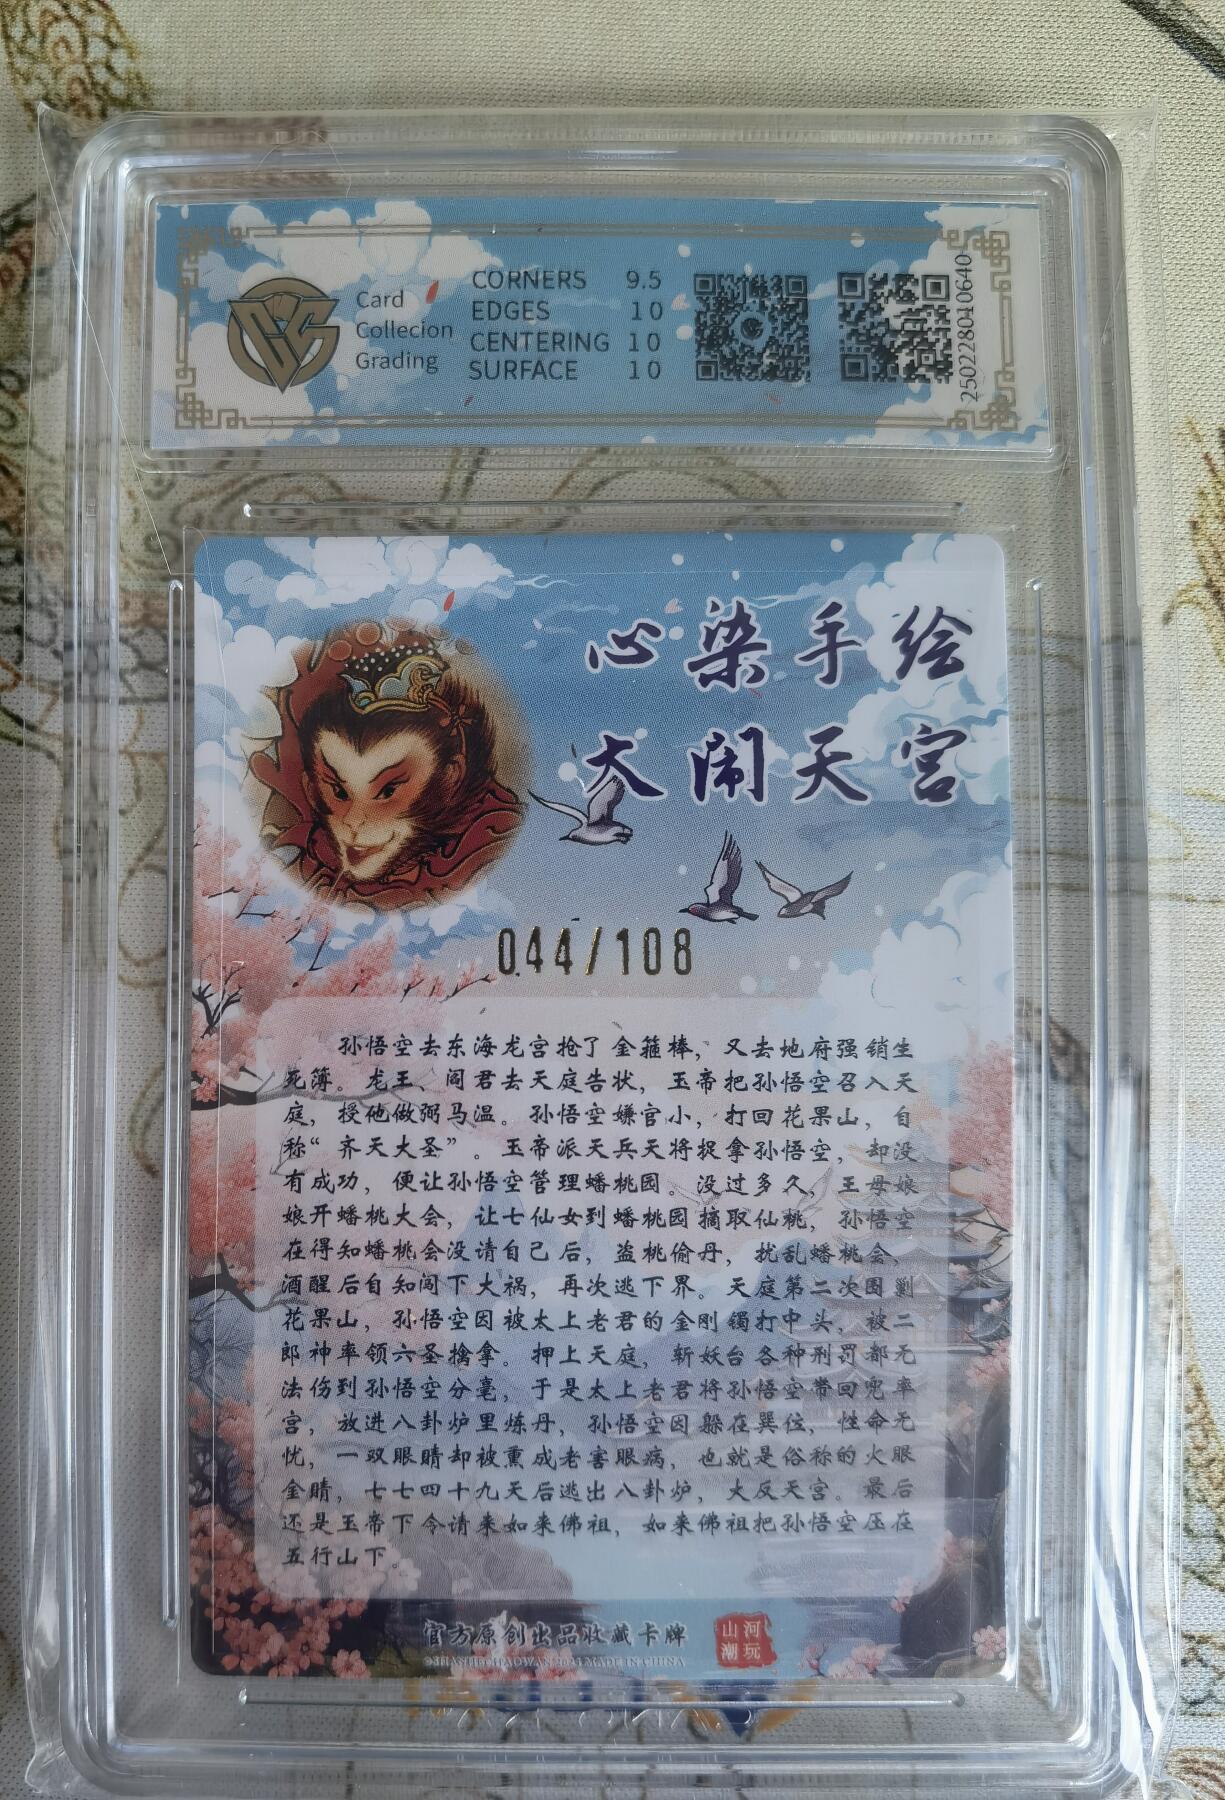 Card
Collecion
Grading
CORNERS 9.5
EDGES 10
CENTERING 10
SURFACE 10
2502280110640
心染手绘
大闹天宫
044/108
孙悟空去东海龙宫抢了金箍棒，又去地府强销生
死簿。龙王、阎君去天庭告状，玉帝把孙悟空召入天
庭，授他做弼马温。孙悟空嫌官小，打回花果山，自
称“齐天大圣”。玉帝派天兵天将捉拿孙悟空，却没
有成功，便让孙悟空管理蟠桃园。没过多久，王母娘
娘开蟠桃大会，让七仙女到蟠桃园摘取仙桃，孙悟空
在得知蟠桃会没请自己后，盗桃偷丹，扰乱蟠桃会，
酒醒后自知闯下大祸，再次逃下界。天庭第二次围剿
花果山，孙悟空因被太上老君的金刚镯打中头，被二
郎神率领六圣擒拿。押上天庭，斩妖台各种刑罚都无
法伤到孙悟空分毫，于是太上老君将孙悟空带回兜率
宫，放进八卦炉里炼丹，孙悟空因躲在巽位，性命无
忧，一双眼睛却被熏成老害眼病，也就是俗称的火眼
金睛，七七四十九天后逃出八卦炉，大反天宫。最后
还是玉帝下令请来如来佛祖，如来佛祖把孙悟空压在
五行山下。
官方原创出品收藏卡牌
©SHANHECHAOWAN 2025 MADE IN CHINA
山河
潮玩